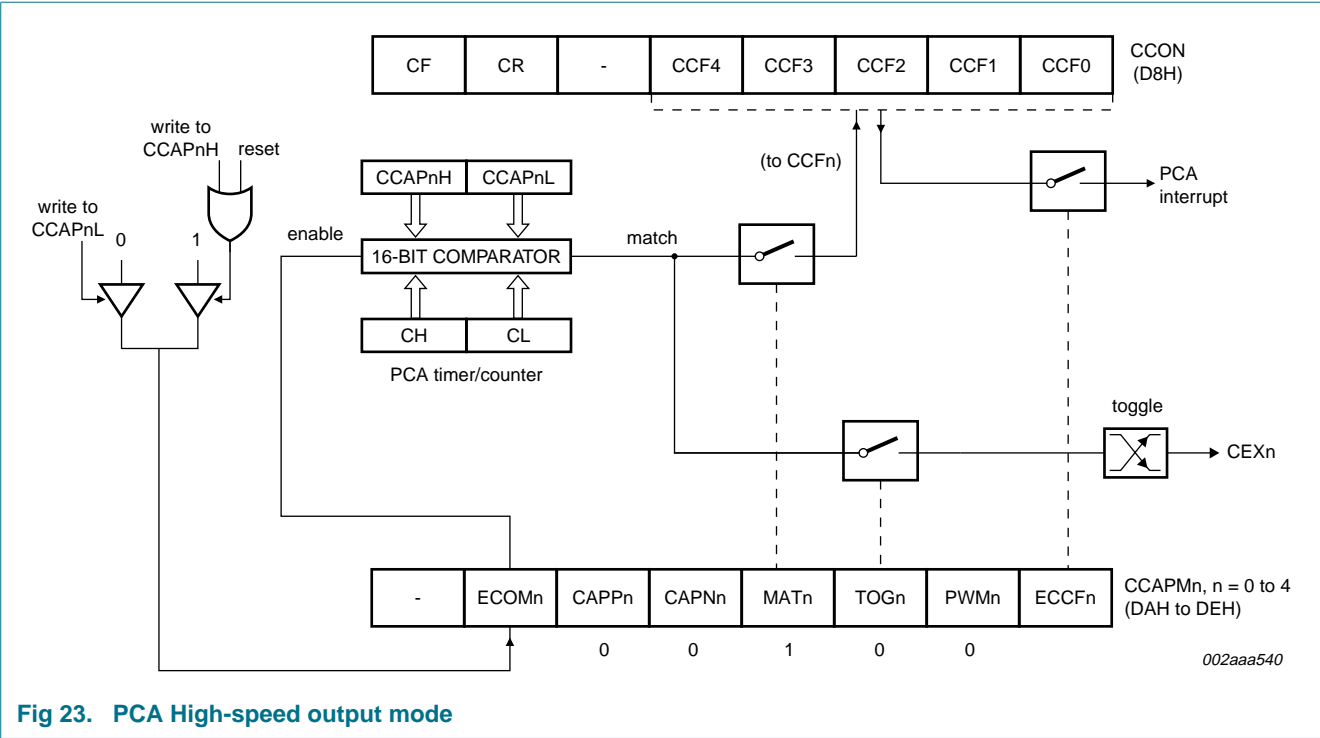 CF CR - CCF4 CCF3 CCF2 CCF1 CCF0
CCON
(D8H)
write to
CCAPnH reset
write to
CCAPnL
0 1
(to CCFn)
PCA
interrupt
CCAPnH CCAPnL
enable
16-BIT COMPARATOR
match
CH CL
PCA timer/counter
toggle
CEXn
- ECOMn CAPPn CAPNn MATn TOGn PWMn ECCFn
CCAPMn, n = 0 to 4
(DAH to DEH)
0 0 1 0 0
002aaa540
Fig 23. PCA High-speed output mode